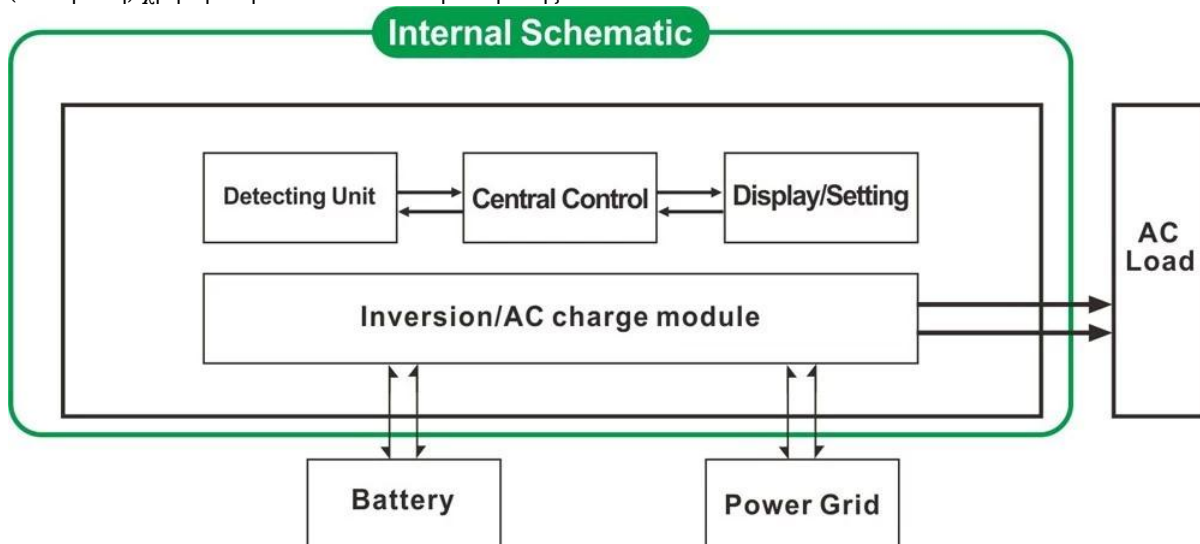 Internal Schematic
Detecting Unit
Central Control
Display/Setting
AC
Load
Inversion/AC charge module
Battery
Power Grid